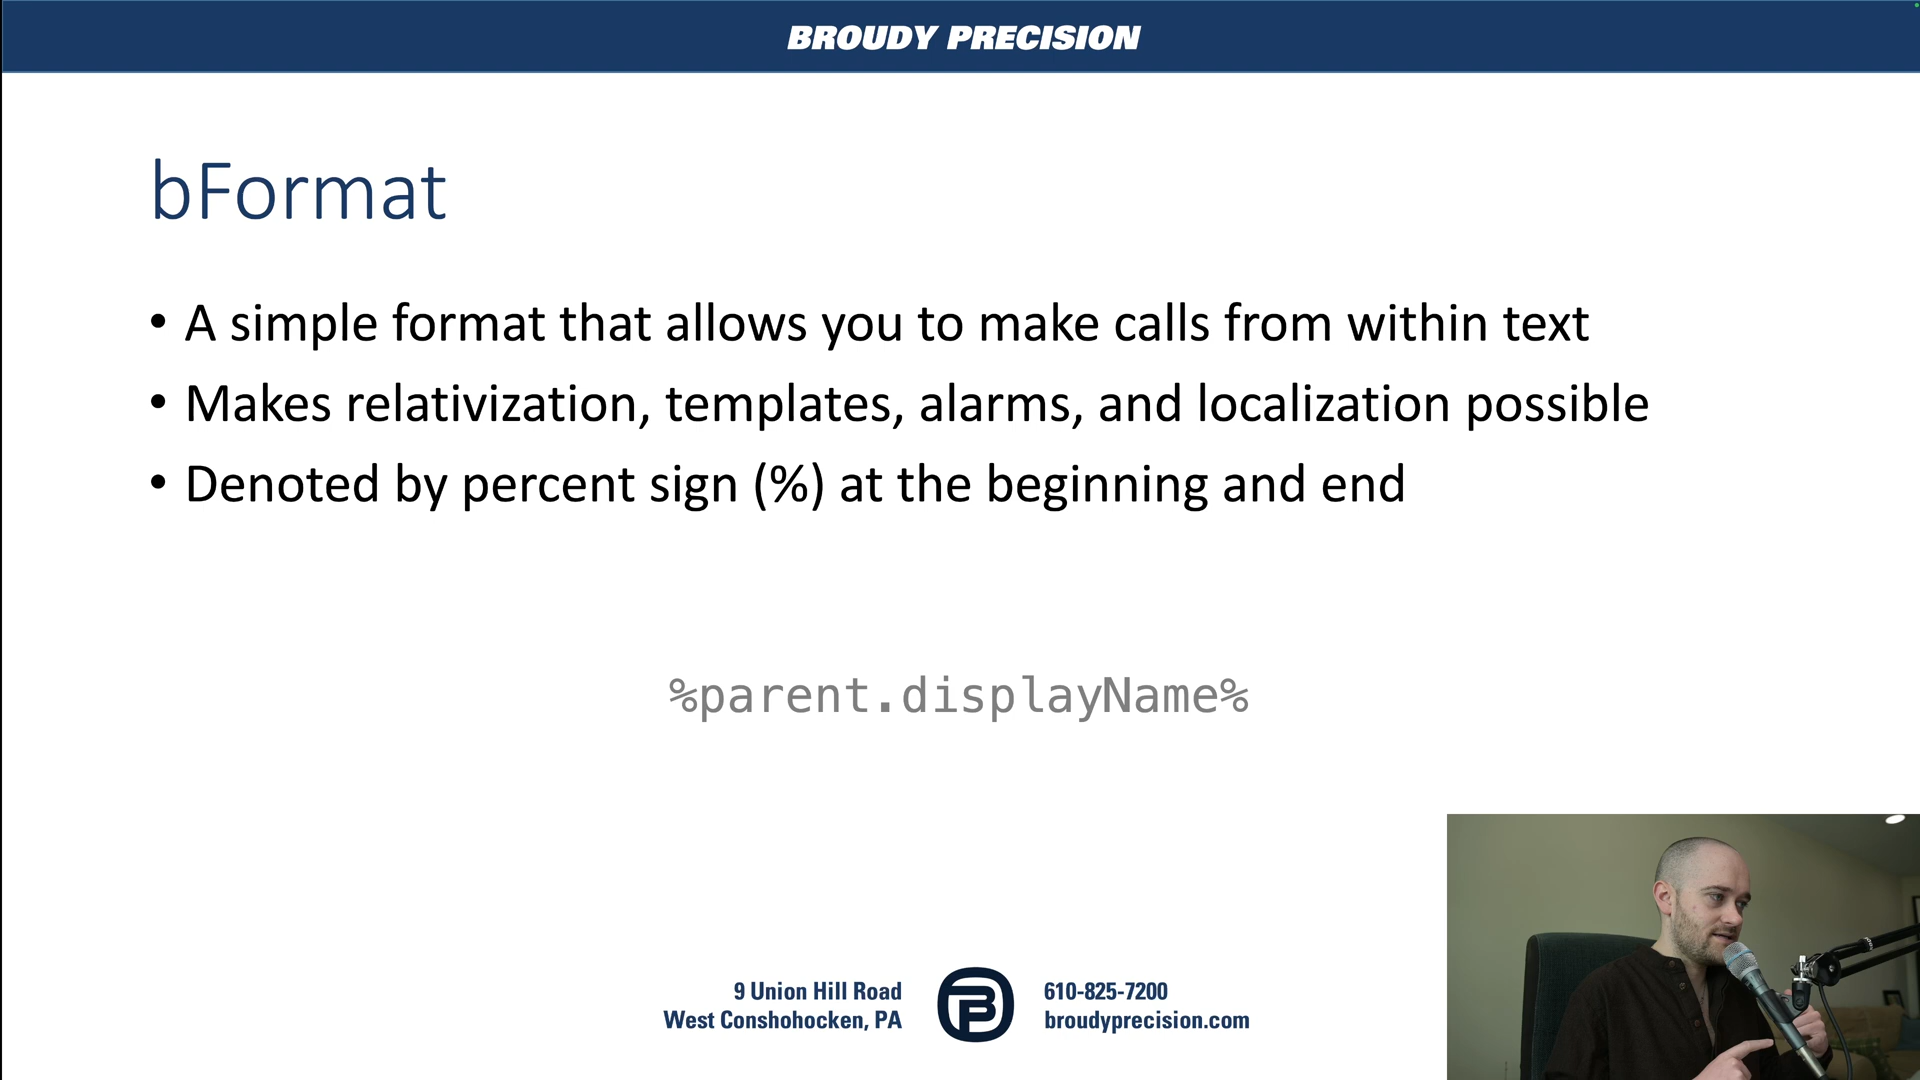 BROUDY PRECISION
bFormat
• A simple format that allows you to make calls from within text
• Makes relativization, templates, alarms, and localization possible
• Denoted by percent sign (%) at the beginning and end
%parent.displayName%
9 Union Hill Road
West Conshohocken, PA
610-825-7200
broudyprecision.com